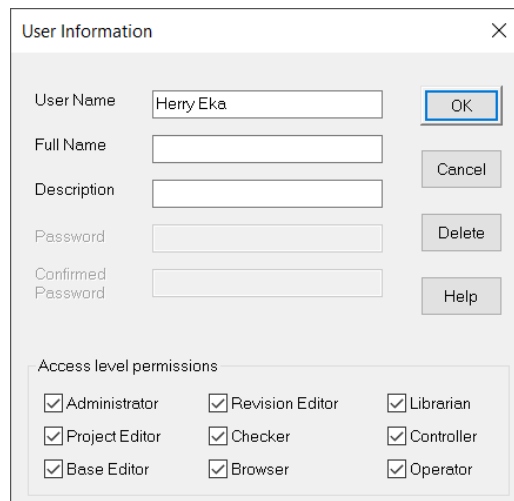 User Information
User Name Herry Eka OK
Full Name
Cancel
Description
Password Delete
Confirmed
Password Help
Access level permissions
Administrator Revision Editor Librarian
Project Editor Checker Controller
Base Editor Browser Operator